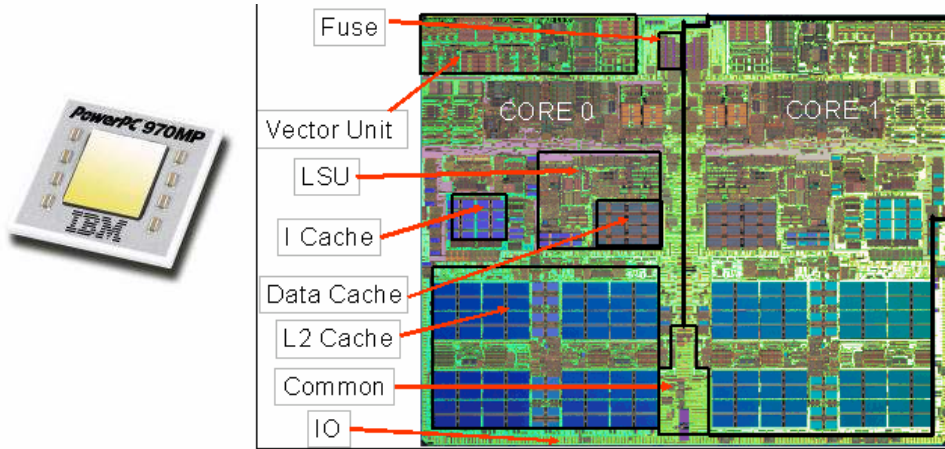 PowerPC 970MP
IBM
Fuse
Vector Unit
LSU
I Cache
Data Cache
L2 Cache
Common
IO
CORE 0
CORE 1